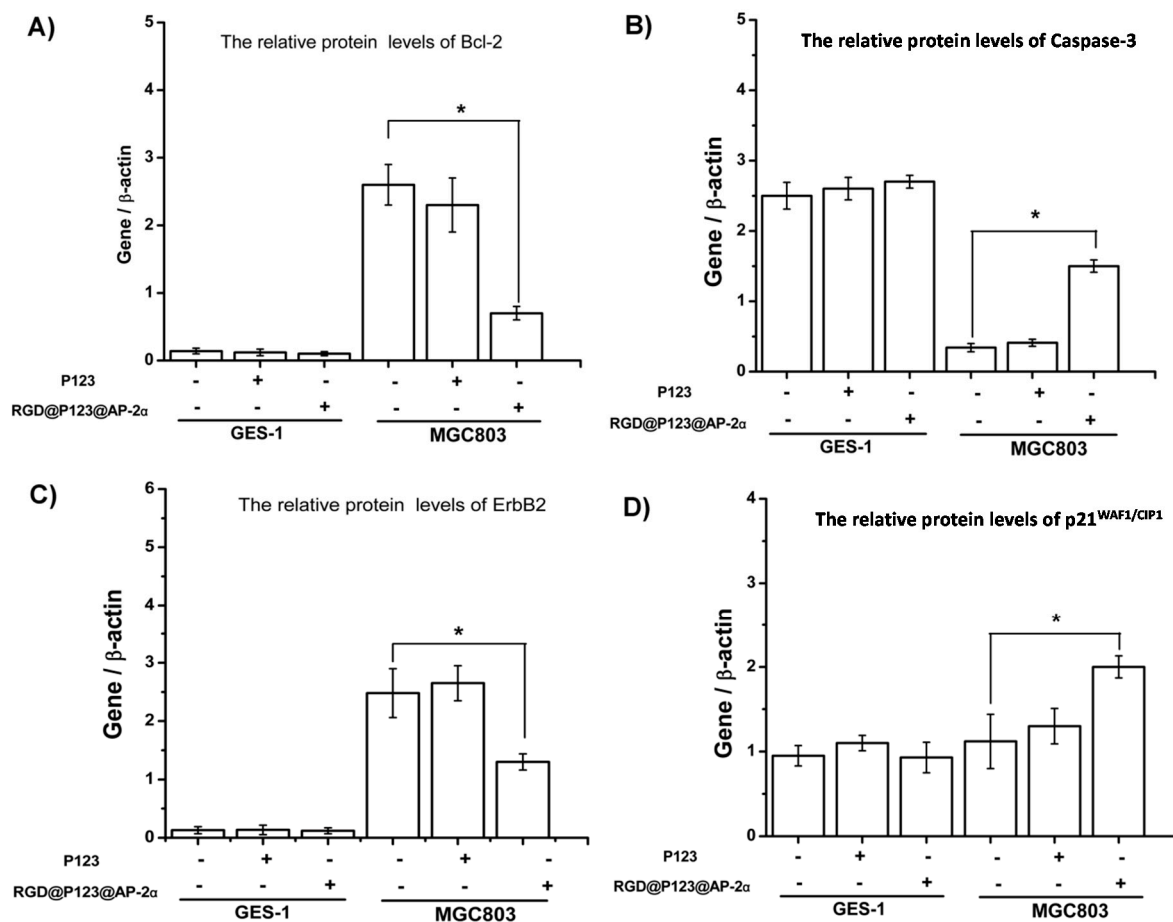 A)
The relative protein levels of Bcl-2
Gene / β-actin
5
4
3
2
1
0
P123 - + - - + -
RGD@P123@AP-2α - - + - - +
GES-1 MGC803
*
B)
The relative protein levels of Caspase-3
Gene / β-actin
5
4
3
2
1
0
P123 - + - - + -
RGD@P123@AP-2α - - + - - +
GES-1 MGC803
*
C)
The relative protein levels of ErbB2
Gene / β-actin
6
5
4
3
2
1
0
P123 - + - - + -
RGD@P123@AP-2α - - + - - +
GES-1 MGC803
*
D)
The relative protein levels of p21WAF1/CIP1
Gene / β-actin
4
3
2
1
0
P123 - + - - + -
RGD@P123@AP-2α - - + - - +
GES-1 MGC803
*